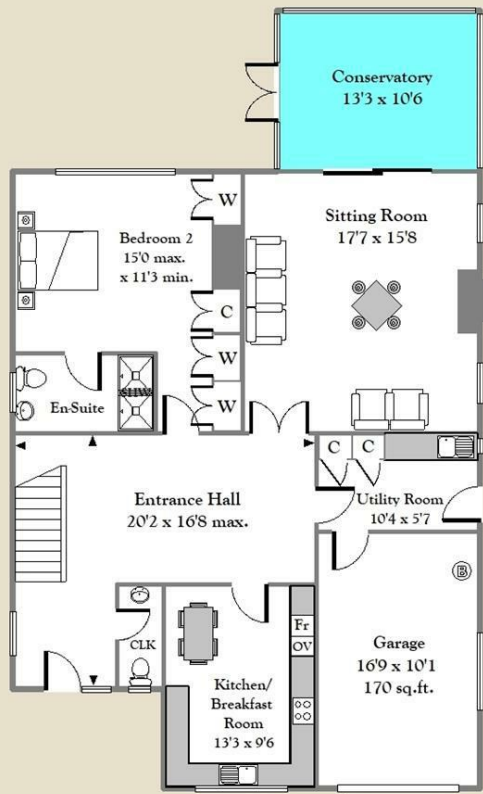 Conservatory
13'3 x 10'6
W
Sitting Room
17'7 x 15'8
Bedroom 2
15'0 max.
x 11'3 min.
C
W
SHW
En-Suite
W
C
C
Entrance Hall
20'2 x 16'8 max.
Utility Room
10'4 x 5'7
B
Fr
OV
CLK
Garage
16'9 x 10'1
170 sq.ft.
Kitchen/
Breakfast
Room
13'3 x 9'6